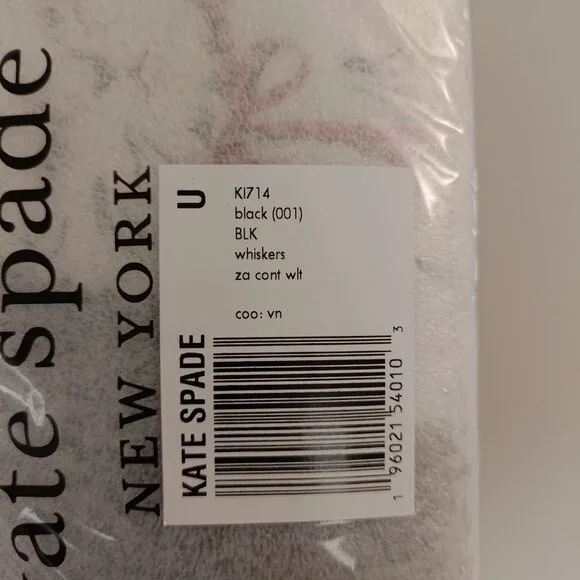 kate spade
NEW YORK
U
KI714
black (001)
BLK
whiskers
za cont wlt
coo: vn
KATE SPADE
1 96021 54010 3